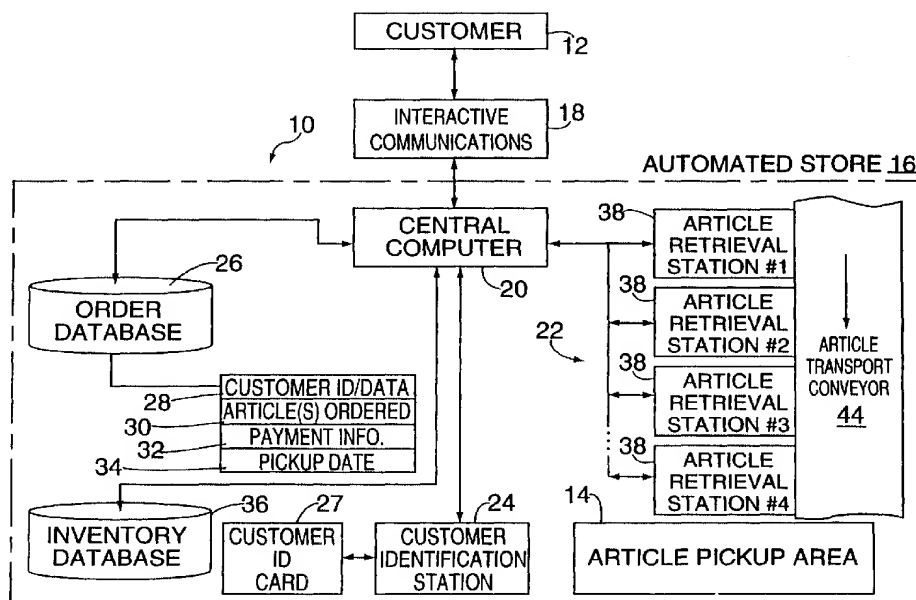 CUSTOMER
12
INTERACTIVE
COMMUNICATIONS
18
10
AUTOMATED STORE 16
CENTRAL
COMPUTER
20
38
ARTICLE
RETRIEVAL
STATION #1
26
ORDER
DATABASE
38
ARTICLE
RETRIEVAL
STATION #2
22
ARTICLE
TRANSPORT
CONVEYOR
44
28
CUSTOMER ID/DATA
30
ARTICLE(S) ORDERED
32
PAYMENT INFO.
34
PICKUP DATE
38
ARTICLE
RETRIEVAL
STATION #3
38
ARTICLE
RETRIEVAL
STATION #4
36
INVENTORY
DATABASE
27
CUSTOMER
ID
CARD
24
CUSTOMER
IDENTIFICATION
STATION
14
ARTICLE PICKUP AREA